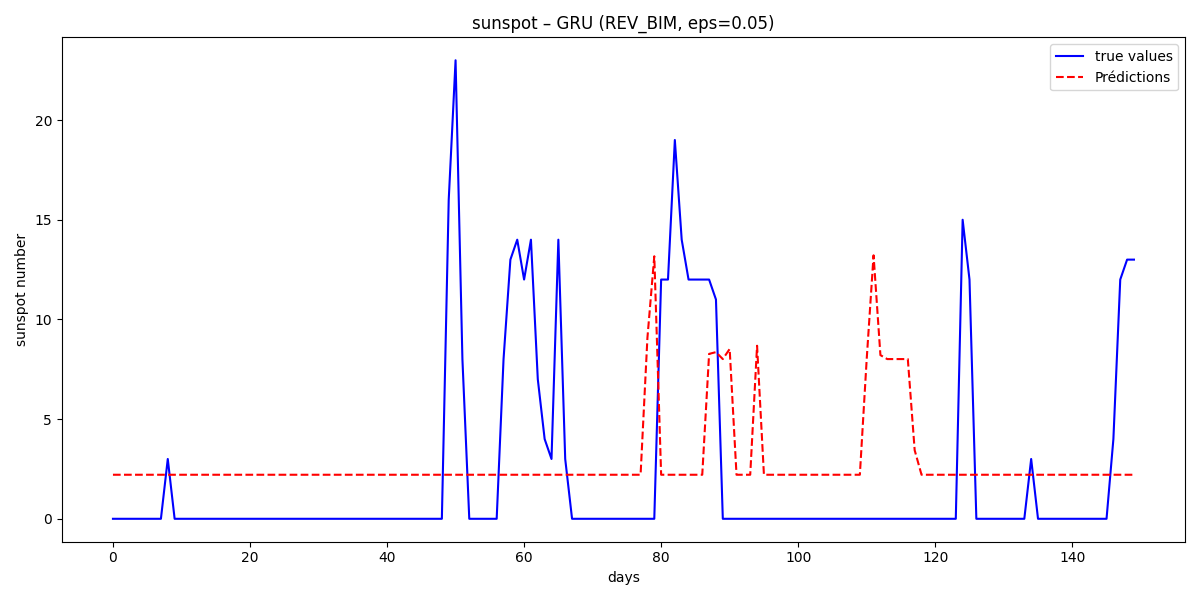 sunspot – GRU (REV_BIM, eps=0.05)
true values
Prédictions
sunspot number
20
15
10
5
0
0 20 40 60 80 100 120 140
days